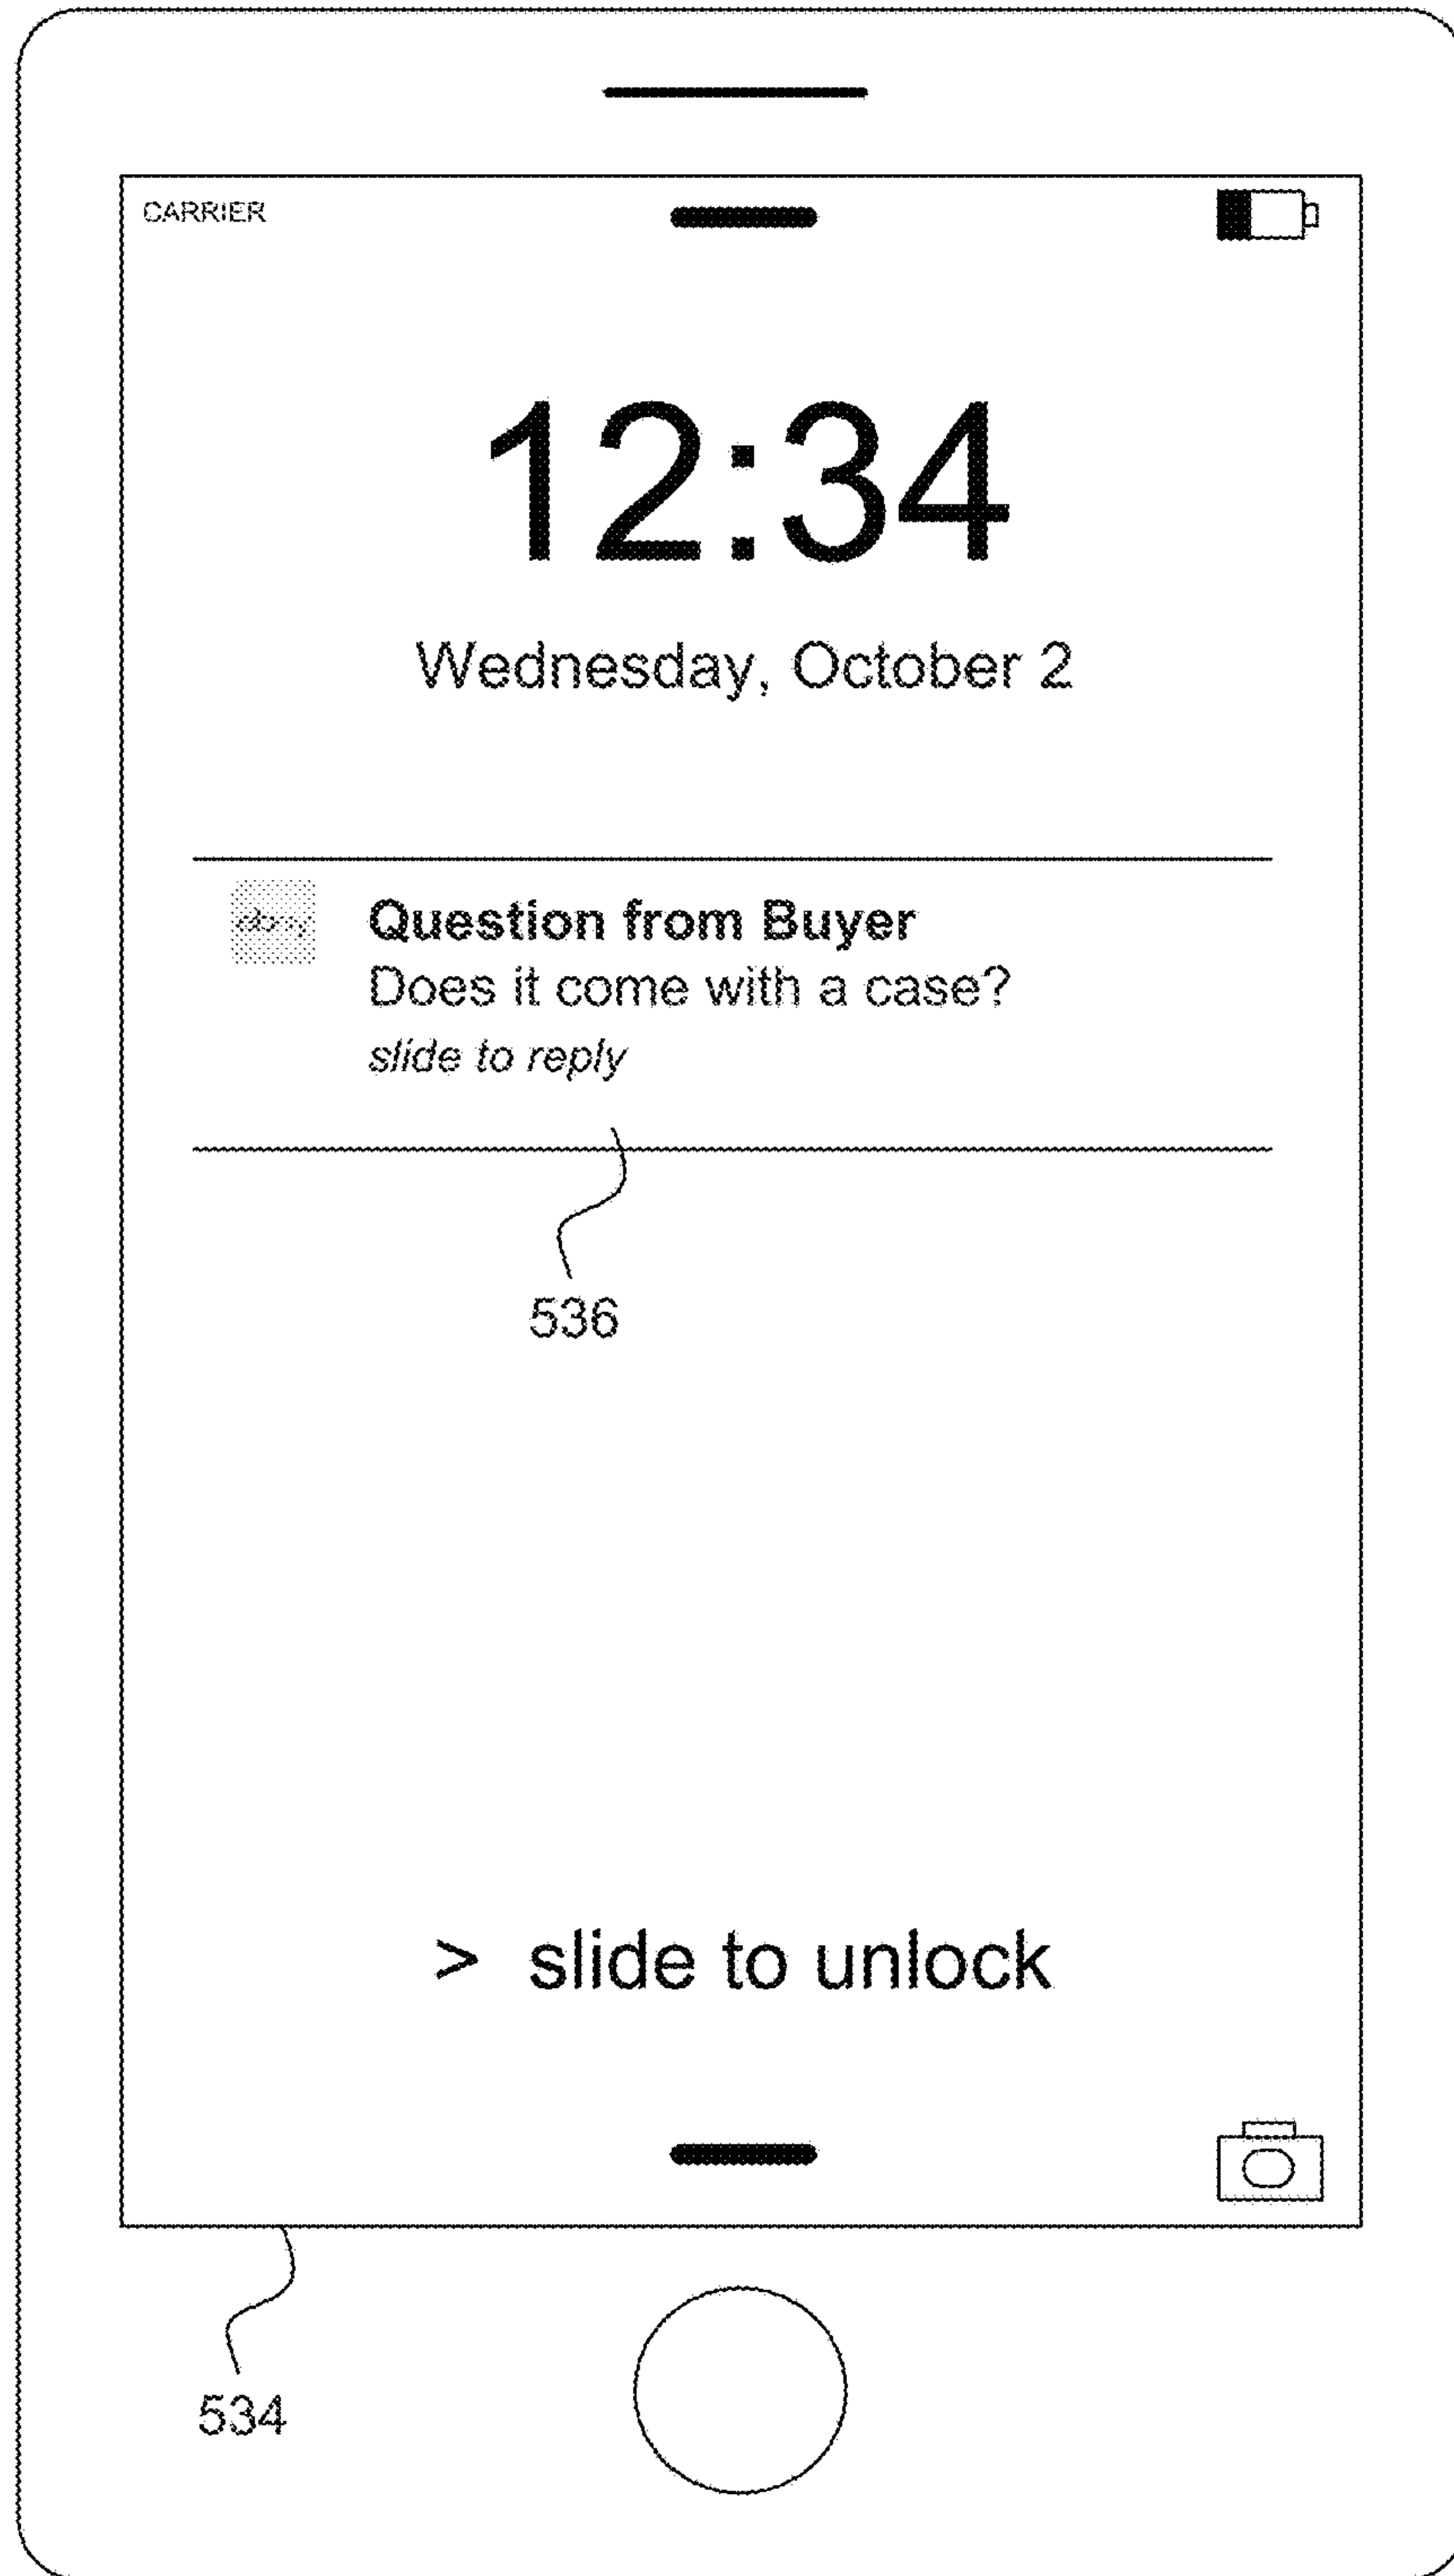 CARRIER
12:34
Wednesday, October 2
Question from Buyer
Does it come with a case?
slide to reply
536
> slide to unlock
534